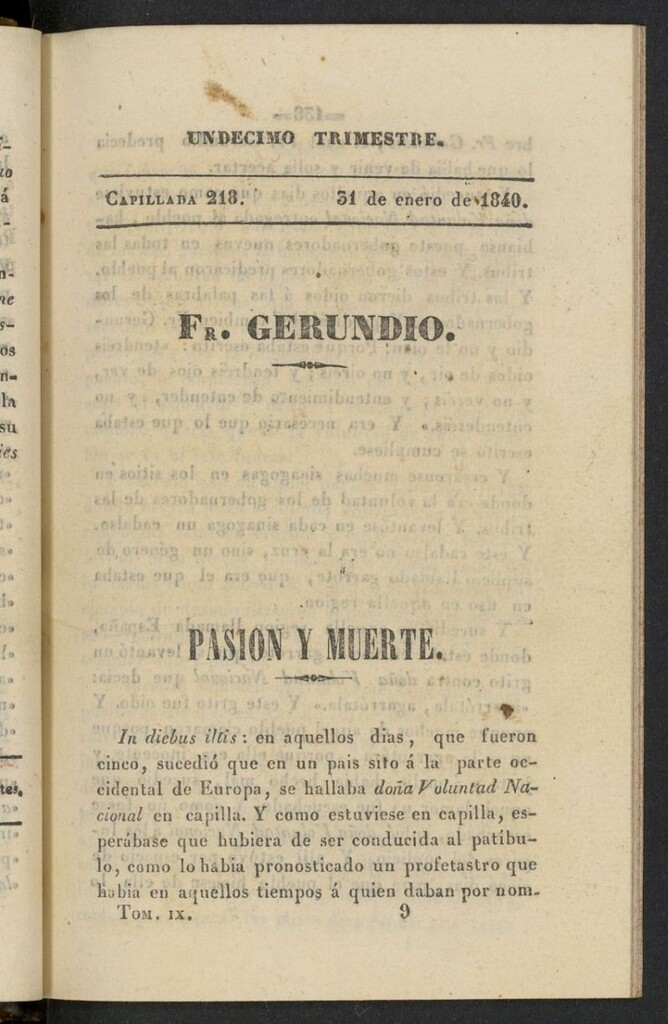 UNDECIMO TRIMESTRE.
CAPILLADA 218. 31 de enero de 1840.
FR. GERUNDIO.
PASION Y MUERTE.
In diebus illis: en aquellos dias, que fueron
cinco, sucedió que en un pais sito á la parte oc-
cidental de Europa, se hallaba doña Voluntad Na-
cional en capilla. Y como estuviese en capilla, es-
perábase que hubiera de ser conducida al patíbu-
lo, como lo habia pronosticado un profetastro que
habia en aquellos tiempos á quien daban por nom-
TOM. IX. 9